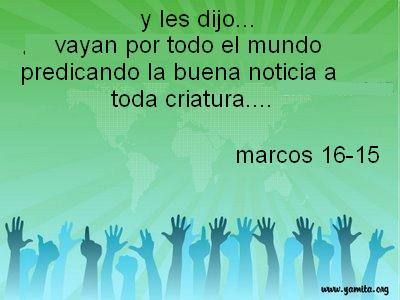 y les dijo...
vayan por todo el mundo
predicando la buena noticia a
toda criatura....
marcos 16-15
www.yamita.org